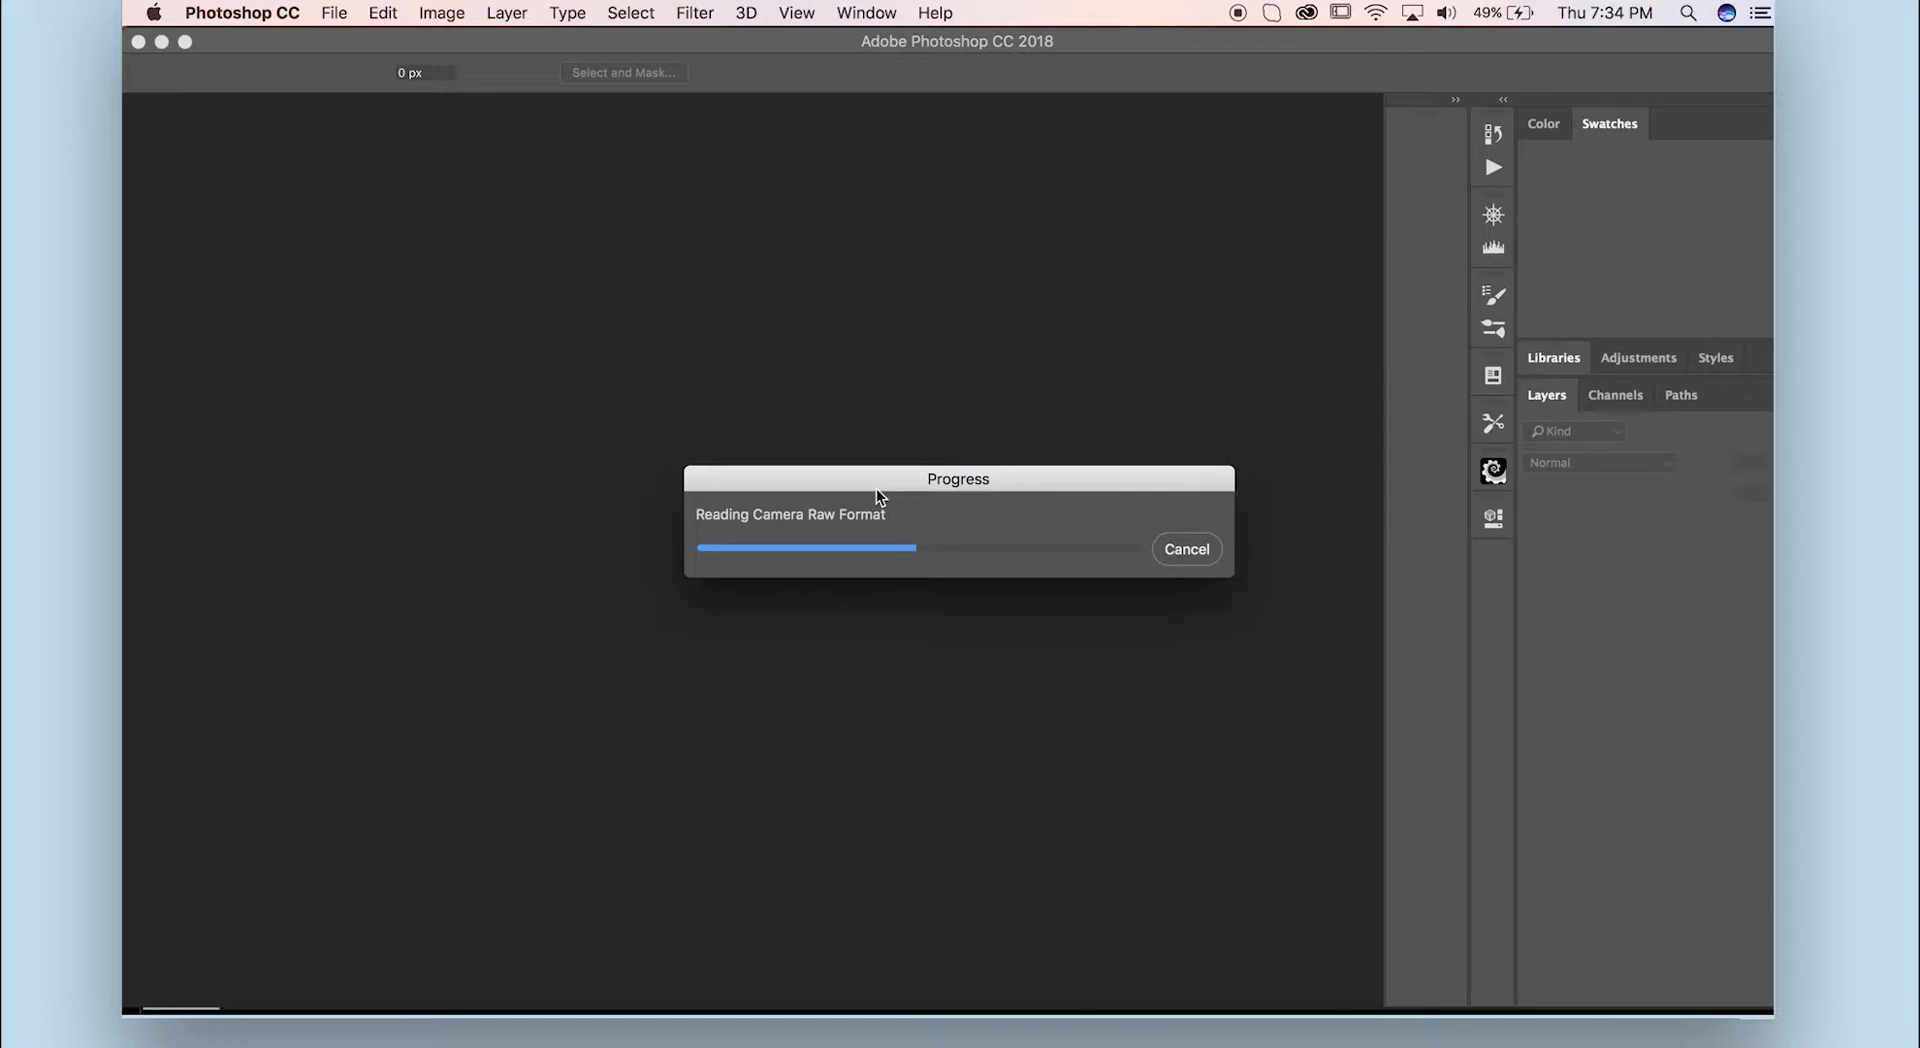 Photoshop CC File Edit Image Layer Type Select Filter 3D View Window Help 49% Thu 7:34 PM
Adobe Photoshop CC 2018
0 px Select and Mask...
Color Swatches
Libraries Adjustments Styles
Layers Channels Paths
Kind
Normal
Progress
Reading Camera Raw Format
Cancel